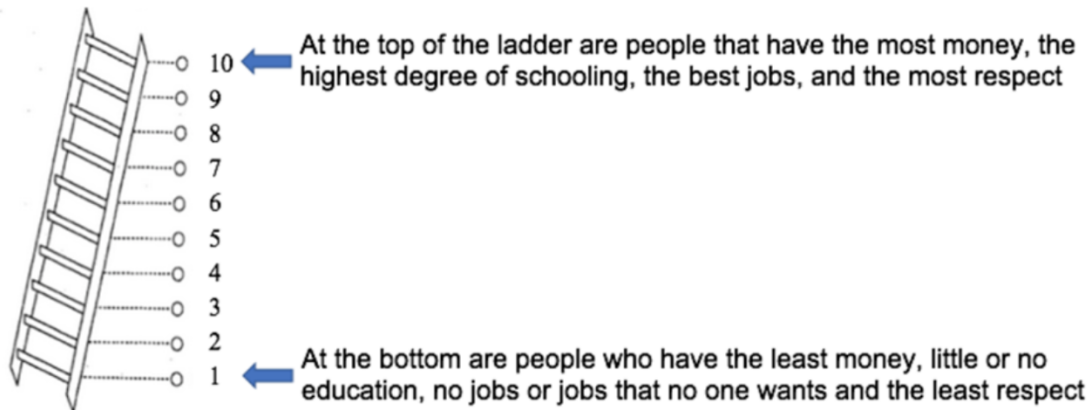 10 At the top of the ladder are people that have the most money, the
highest degree of schooling, the best jobs, and the most respect
9
8
7
6
5
4
3
2
1 At the bottom are people who have the least money, little or no
education, no jobs or jobs that no one wants and the least respect